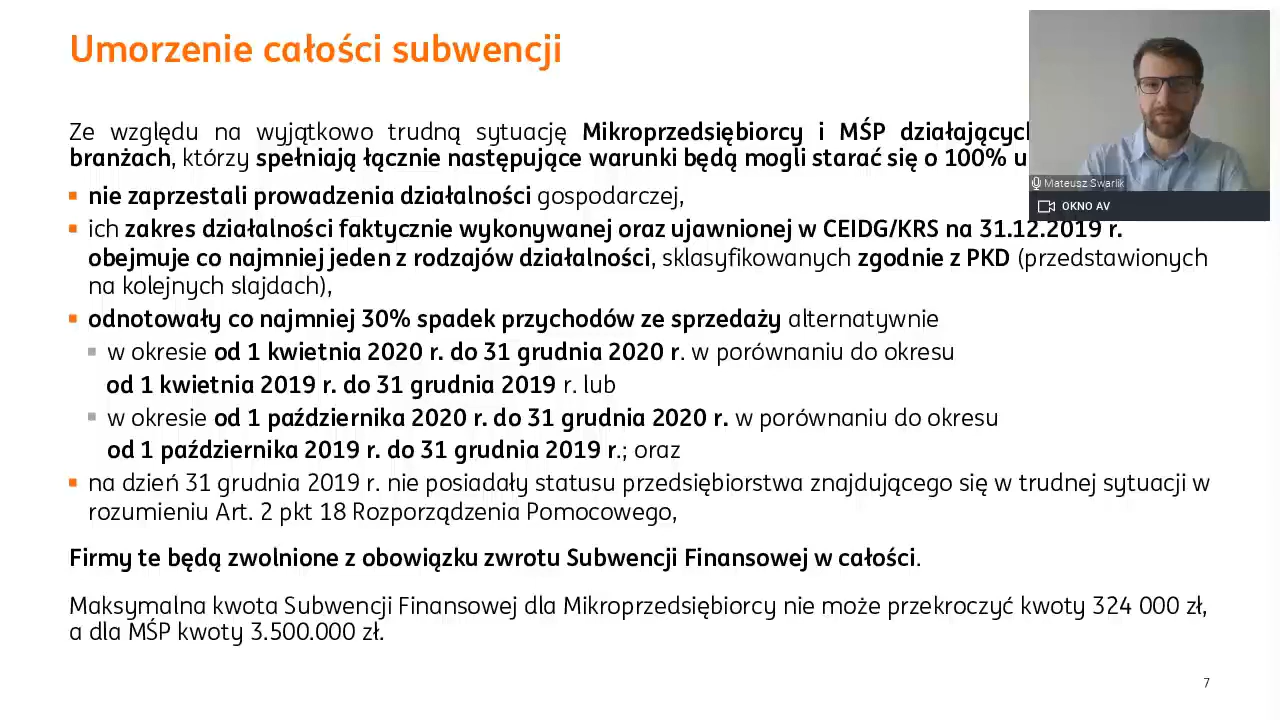 Umorzenie całości subwencji
Ze względu na wyjątkowo trudną sytuację Mikroprzedsiębiorcy i MŚP działających
branżach, którzy spełniają łącznie następujące warunki będą mogli starać się o 100%
nie zaprzestali prowadzenia działalności gospodarczej,
ich zakres działalności faktycznie wykonywanej oraz ujawnionej w CEIDG/KRS na 31.12.2019 r.
obejmuje co najmniej jeden z rodzajów działalności, sklasyfikowanych zgodnie z PKD (przedstawionych
na kolejnych slajdach),
odnotowały co najmniej 30% spadek przychodów ze sprzedaży alternatywnie
w okresie od 1 kwietnia 2020 r. do 31 grudnia 2020 r. w porównaniu do okresu
od 1 kwietnia 2019 r. do 31 grudnia 2019 r. lub
w okresie od 1 października 2020 r. do 31 grudnia 2020 r. w porównaniu do okresu
od 1 października 2019 r. do 31 grudnia 2019 r.; oraz
na dzień 31 grudnia 2019 r. nie posiadały statusu przedsiębiorstwa znajdującego się w trudnej sytuacji w
rozumieniu Art. 2 pkt 18 Rozporządzenia Pomocowego,
Firmy te będą zwolnione z obowiązku zwrotu Subwencji Finansowej w całości.
Maksymalna kwota Subwencji Finansowej dla Mikroprzedsiębiorcy nie może przekroczyć kwoty 324 000 zł,
a dla MŚP kwoty 3.500.000 zł.
7
Mateusz Swarlik
OKNO AV